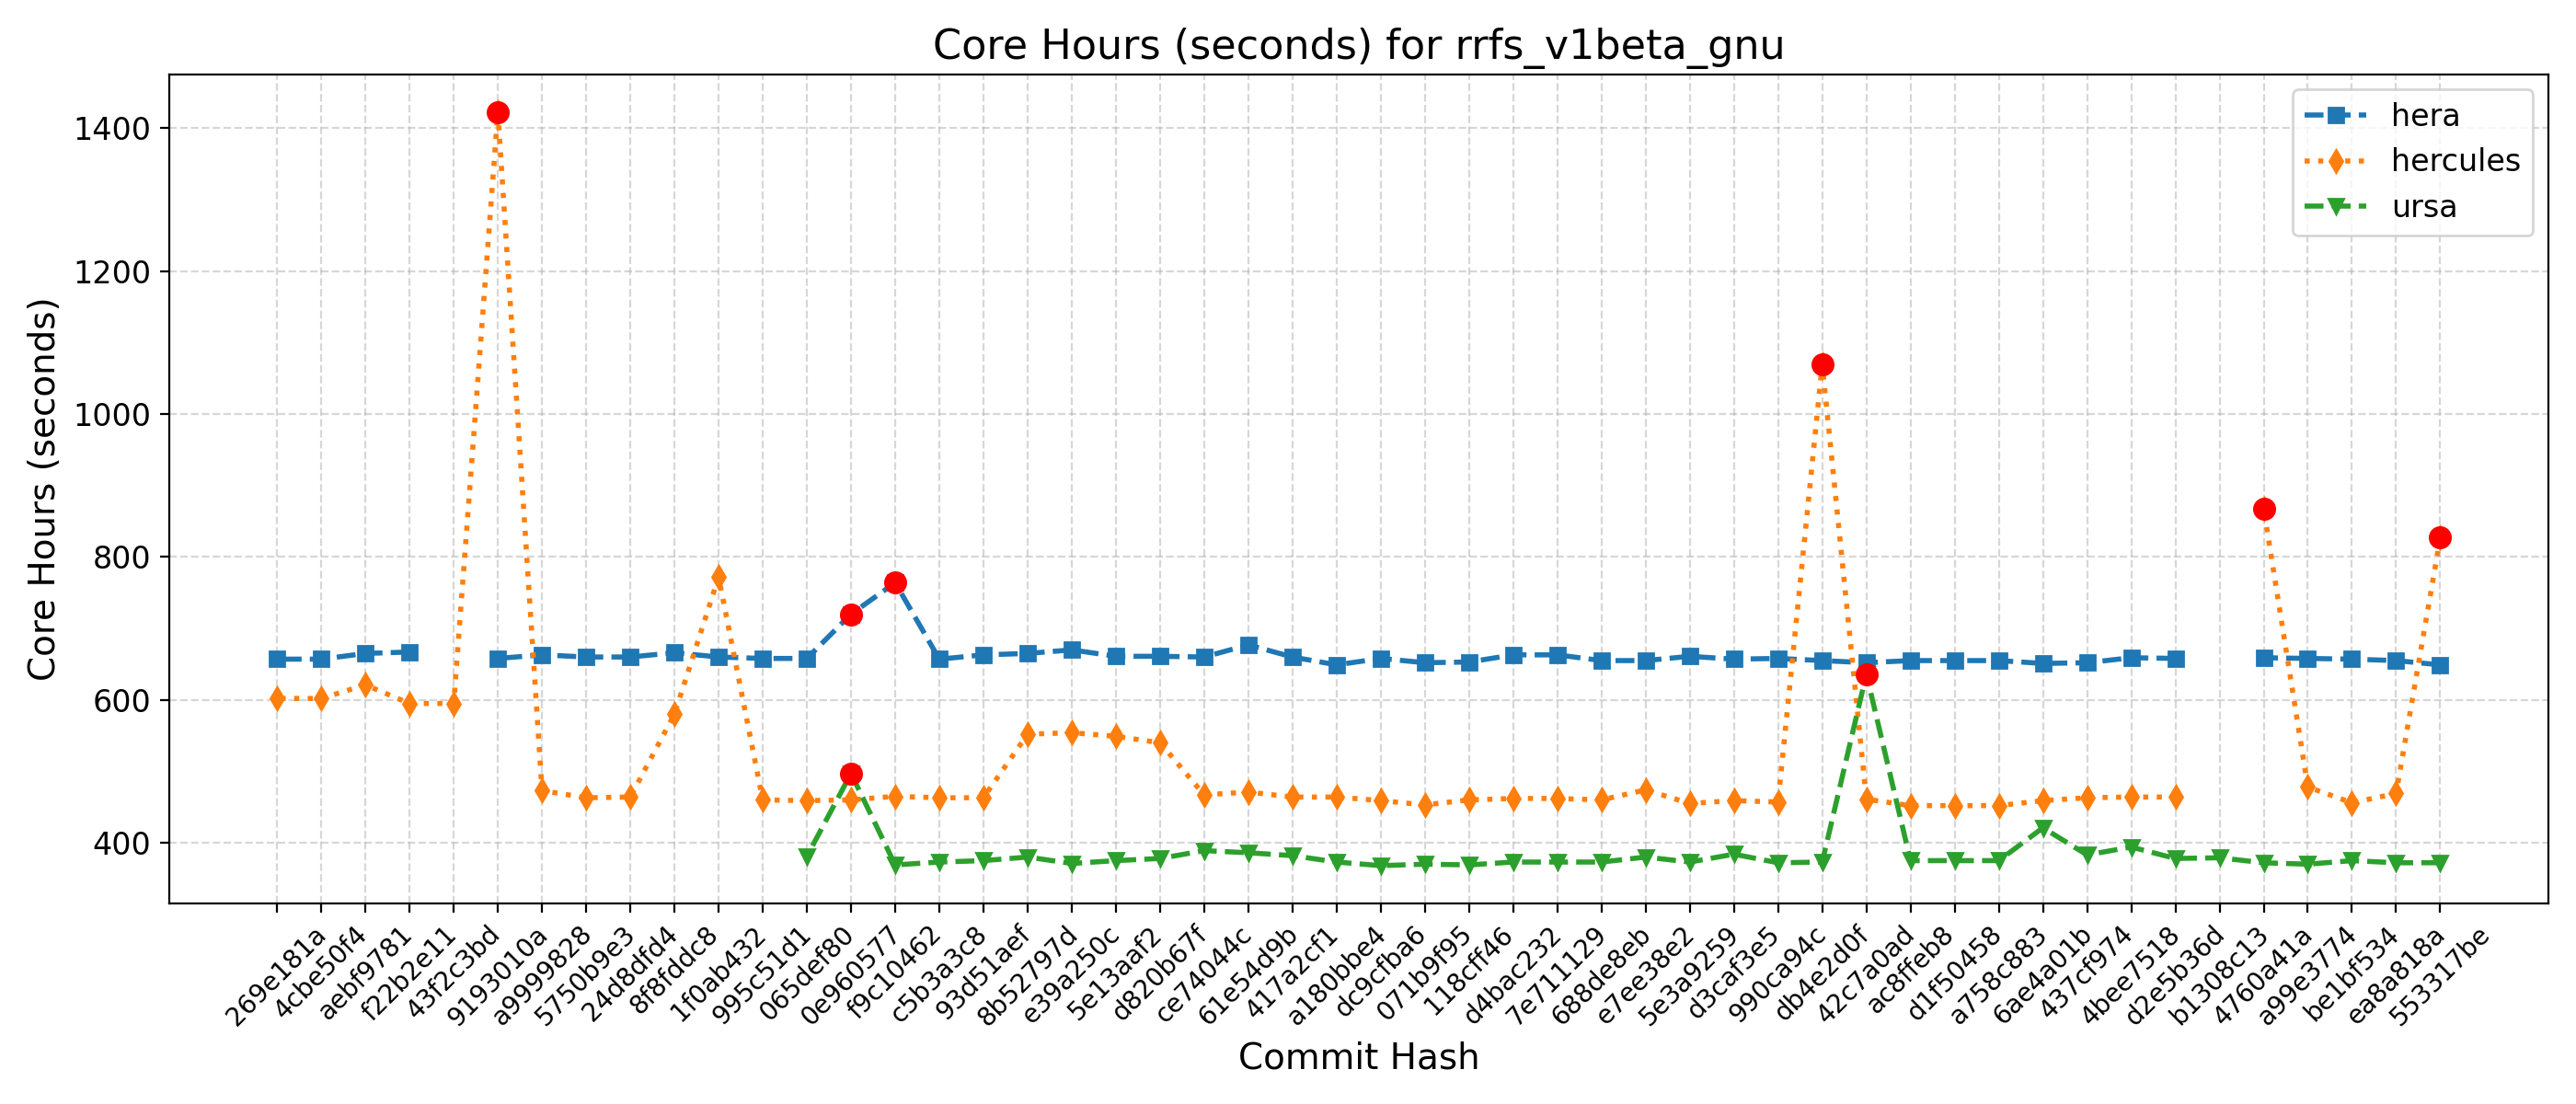 Core Hours (seconds) for rrfs_v1beta_gnu
hera
hercules
ursa
Core Hours (seconds)
1400
1200
1000
800
600
400
269e181a
4cbe50f4
aebf9781
f22b2e11
43f2c3bd
9193010a
a9999828
5750b9e3
24d8dfd4
8f8fddc8
1f0ab432
995c51d1
065def80
0e960577
f9c10462
c5b3a3c8
93d51aef
8b52797d
e39a250c
5e13aaf2
d820b67f
ce74044c
61e54d9b
417a2cf1
a180bbe4
dc9cfba6
071b9f95
118cff46
d4bac232
7e711129
688de8eb
e7ee38e2
5e3a9259
d3caf3e5
990ca94c
db4e2d0f
42c7a0ad
ac8ffeb8
d1f50458
a758c883
6ae4a01b
437cf974
4bee7518
d2e5b36d
b1308c13
4760a41a
a99e3774
be1bf534
ea8a818a
553317be
Commit Hash